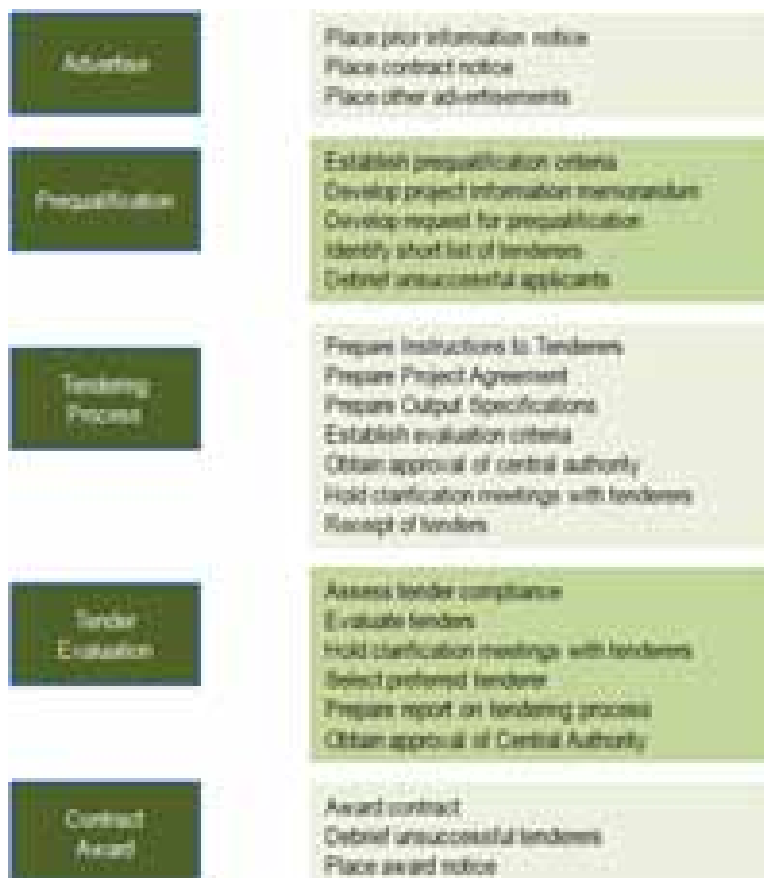 Advertise
Place prior information notice
Place contract notice
Place other advertisements
Prequalification
Establish prequalification criteria
Develop project information memorandum
Develop request for prequalification
Identify short list of tenderers
Debrief unsuccessful applicants
Tendering
Process
Prepare Instructions to Tenderers
Prepare Project Agreement
Prepare Output Specifications
Establish evaluation criteria
Obtain approval of central authority
Hold clarification meetings with tenderers
Receipt of tenders
Tender
Evaluation
Assess tender compliance
Evaluate tenders
Hold clarification meetings with tenderers
Select preferred tenderer
Prepare report on tendering process
Obtain approval of Central Authority
Contract
Award
Award contract
Debrief unsuccessful tenderers
Place award notice